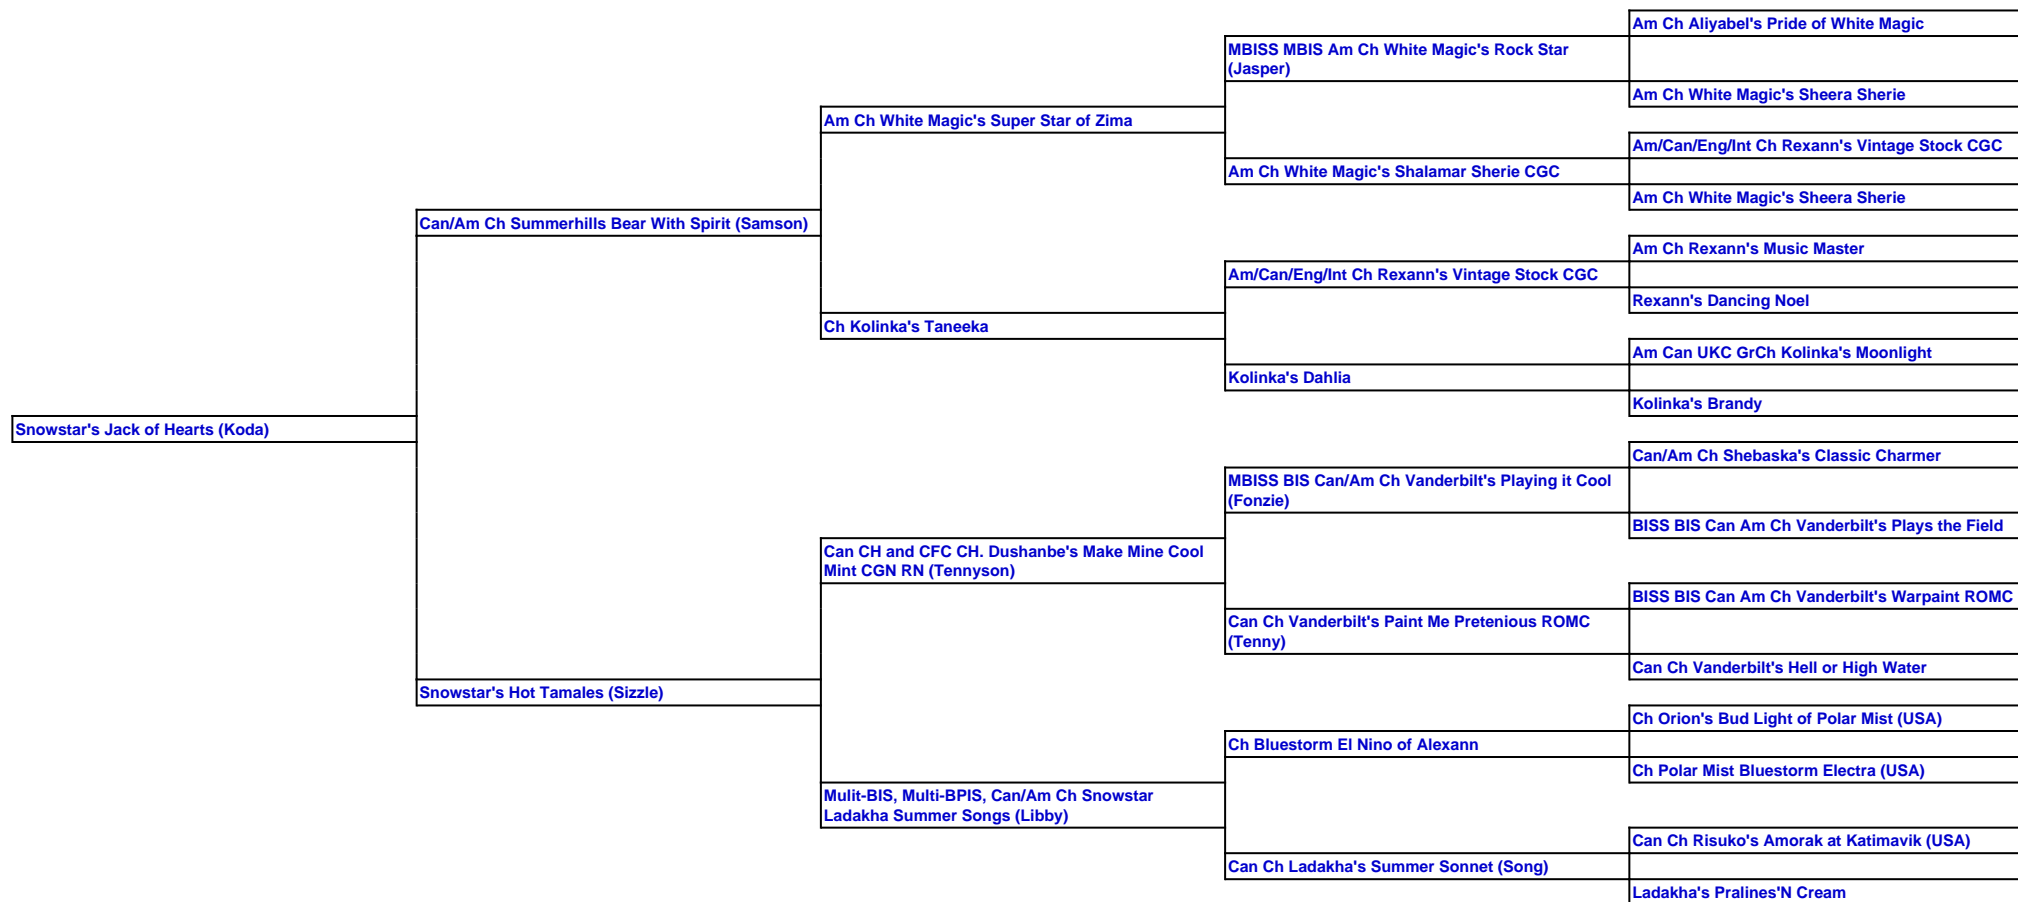 Am Ch Aliyabel's Pride of White Magic
MBISS MBIS Am Ch White Magic's Rock Star
(Jasper)
Am Ch White Magic's Sheera Sherie
Am Ch White Magic's Super Star of Zima
Am/Can/Eng/Int Ch Rexann's Vintage Stock CGC
Am Ch White Magic's Shalamar Sherie CGC
Am Ch White Magic's Sheera Sherie
Can/Am Ch Summerhills Bear With Spirit (Samson)
Am Ch Rexann's Music Master
Am/Can/Eng/Int Ch Rexann's Vintage Stock CGC
Rexann's Dancing Noel
Ch Kolinka's Taneeka
Am Can UKC GrCh Kolinka's Moonlight
Kolinka's Dahlia
Kolinka's Brandy
Snowstar's Jack of Hearts (Koda)
Can/Am Ch Shebaska's Classic Charmer
MBISS BIS Can/Am Ch Vanderbilt's Playing it Cool
(Fonzie)
BISS BIS Can Am Ch Vanderbilt's Plays the Field
Can CH and CFC CH. Dushanbe's Make Mine Cool
Mint CGN RN (Tennyson)
BISS BIS Can Am Ch Vanderbilt's Warpaint ROMC
Can Ch Vanderbilt's Paint Me Pretenious ROMC
(Tenny)
Can Ch Vanderbilt's Hell or High Water
Snowstar's Hot Tamales (Sizzle)
Ch Orion's Bud Light of Polar Mist (USA)
Ch Bluestorm El Nino of Alexann
Ch Polar Mist Bluestorm Electra (USA)
Mulit-BIS, Multi-BPIS, Can/Am Ch Snowstar
Ladakha Summer Songs (Libby)
Can Ch Risuko's Amorak at Katimavik (USA)
Can Ch Ladakha's Summer Sonnet (Song)
Ladakha's Pralines'N Cream